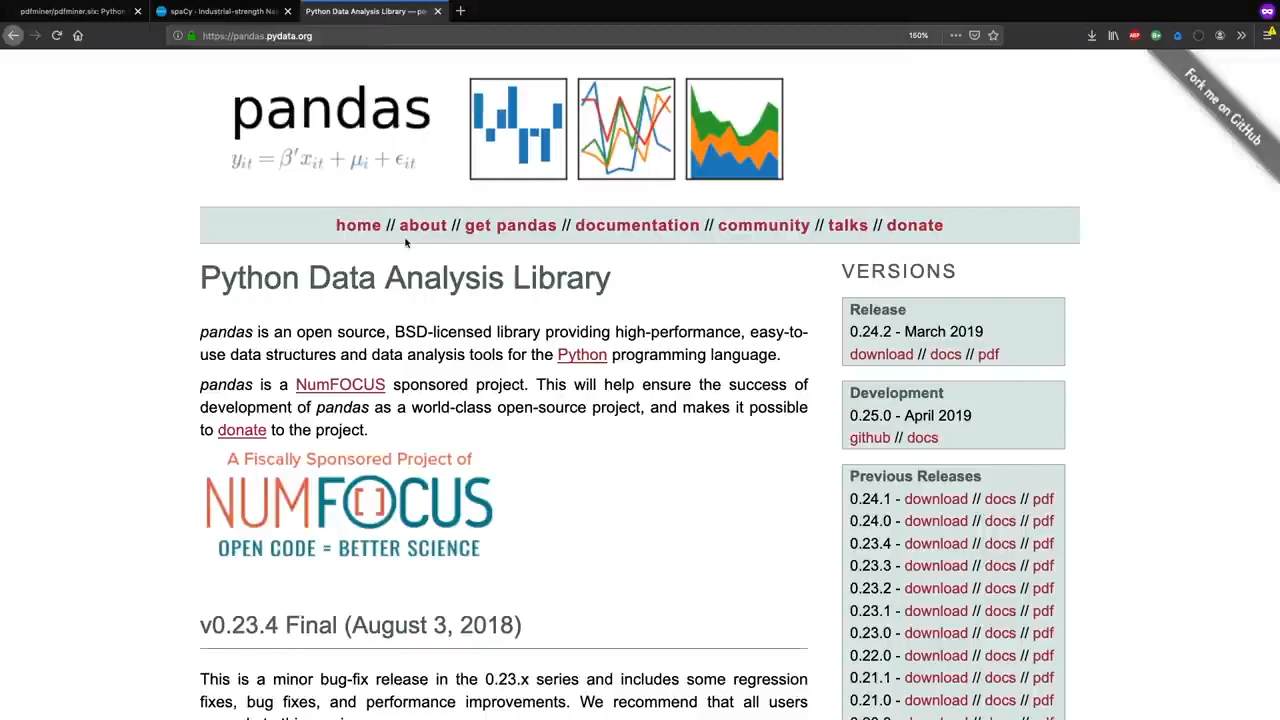 pdfminer/pdfminer.six: Python
spaCy · Industrial-strength Na
Python Data Analysis Library — pa
https://pandas.pydata.org
150%
Fork me on GitHub
pandas
y_{it} = β'x_{it} + μ_i + ε_{it}
home // about // get pandas // documentation // community // talks // donate
Python Data Analysis Library
pandas is an open source, BSD-licensed library providing high-performance, easy-to-
use data structures and data analysis tools for the Python programming language.
pandas is a NumFOCUS sponsored project. This will help ensure the success of
development of pandas as a world-class open-source project, and makes it possible
to donate to the project.
A Fiscally Sponsored Project of
NUMFOCUS
OPEN CODE = BETTER SCIENCE
v0.23.4 Final (August 3, 2018)
This is a minor bug-fix release in the 0.23.x series and includes some regression
fixes, bug fixes, and performance improvements. We recommend that all users
VERSIONS
Release
0.24.2 - March 2019
download // docs // pdf
Development
0.25.0 - April 2019
github // docs
Previous Releases
0.24.1 - download // docs // pdf
0.24.0 - download // docs // pdf
0.23.4 - download // docs // pdf
0.23.3 - download // docs // pdf
0.23.2 - download // docs // pdf
0.23.1 - download // docs // pdf
0.23.0 - download // docs // pdf
0.22.0 - download // docs // pdf
0.21.1 - download // docs // pdf
0.21.0 - download // docs // pdf